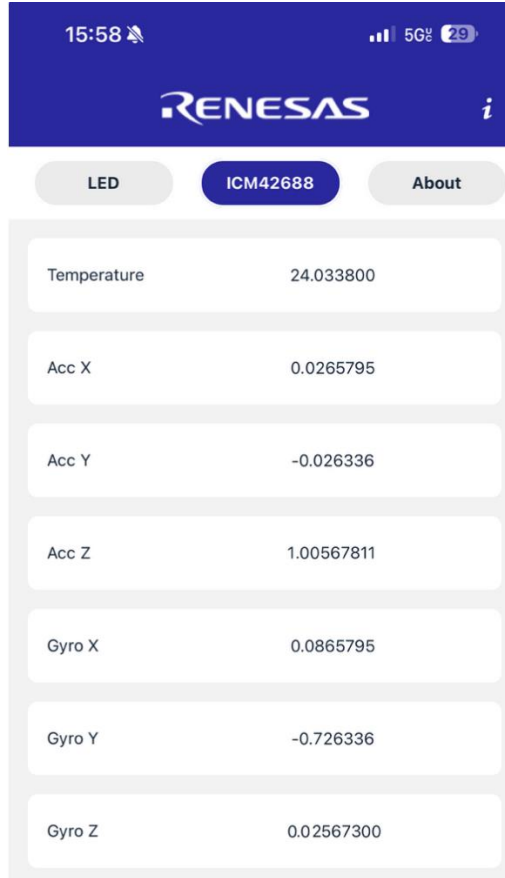 15:58 5G 29
RENESAS i
LED ICM42688 About
Temperature 24.033800
Acc X 0.0265795
Acc Y -0.026336
Acc Z 1.00567811
Gyro X 0.0865795
Gyro Y -0.726336
Gyro Z 0.02567300